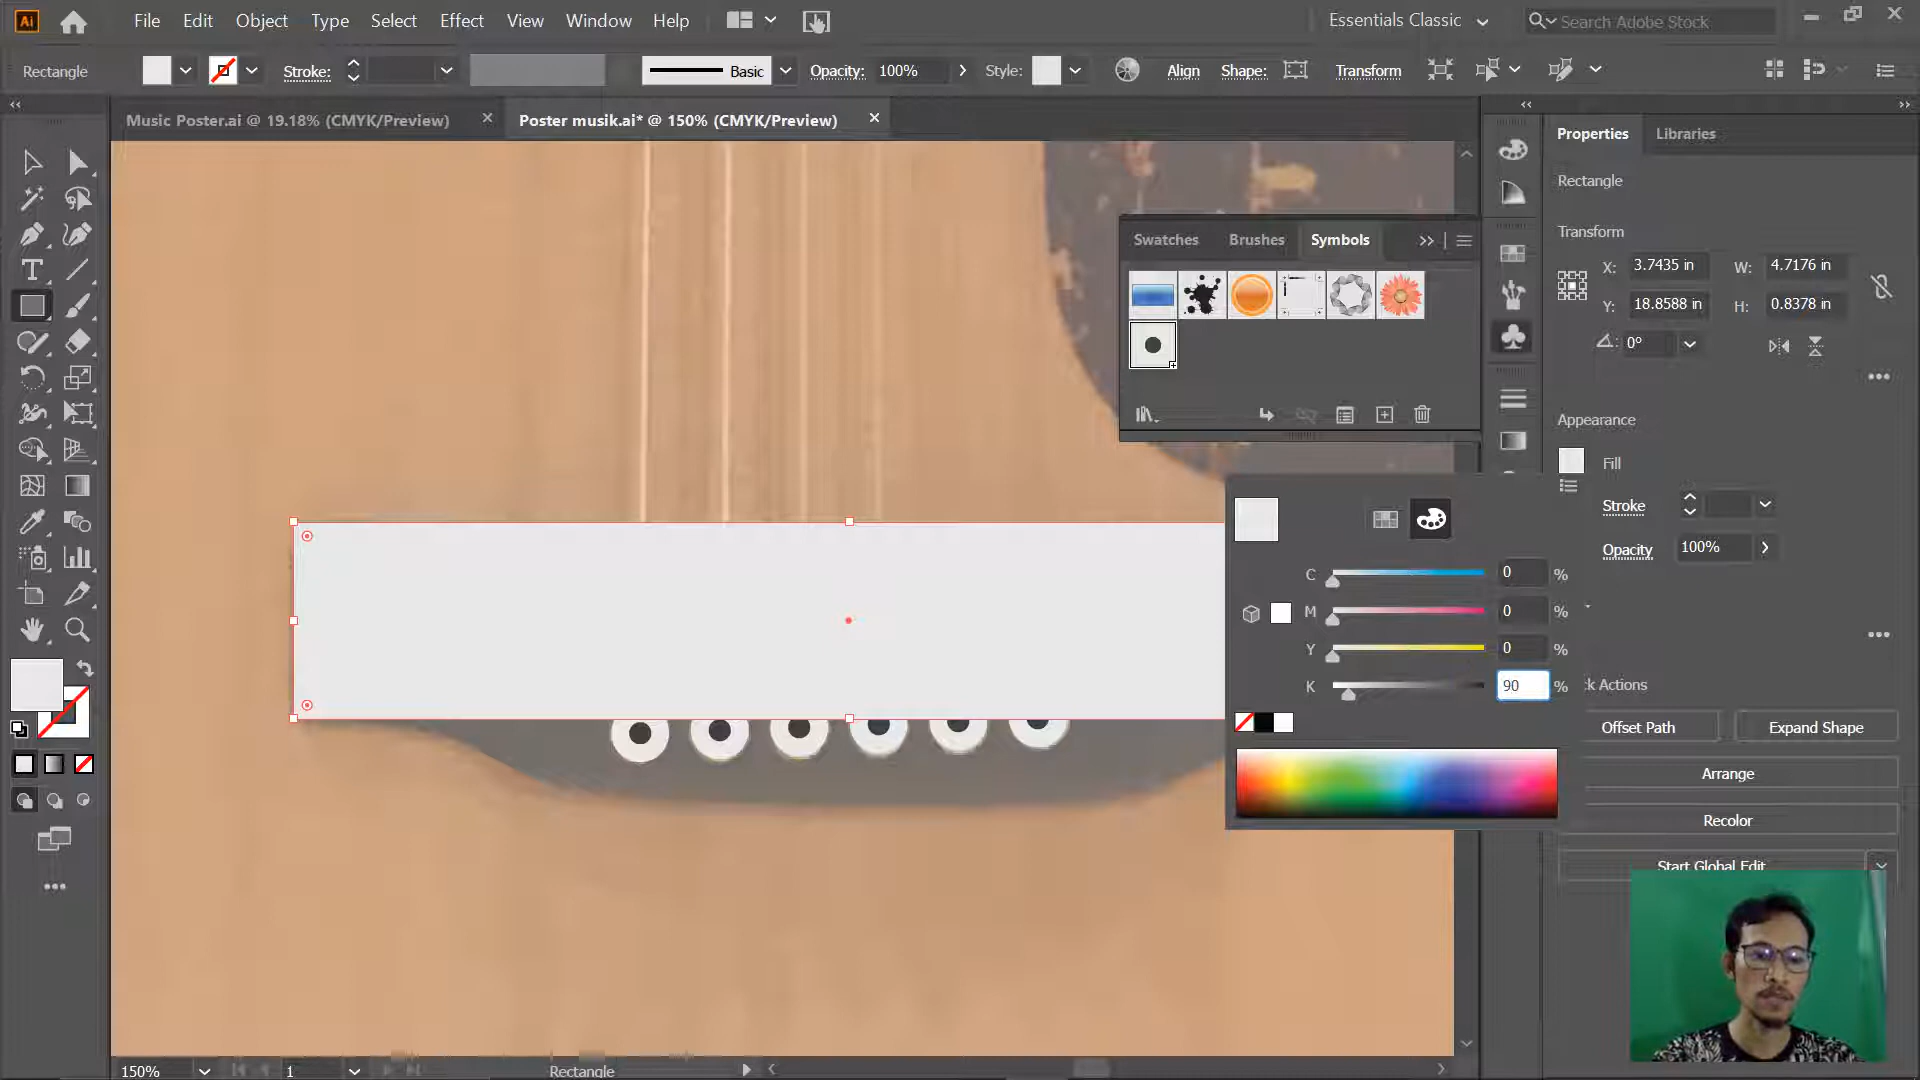 Ai File Edit Object Type Select Effect View Window Help Essentials Classic Search Adobe Stock
Rectangle Stroke: Basic Opacity: 100% Style: Align Shape: Transform
Music Poster.ai @ 19.18% (CMYK/Preview) Poster musik.ai* @ 150% (CMYK/Preview)
Properties Libraries
Rectangle
Transform
X: 3.7435 in W: 4.7176 in
Y: 18.8588 in H: 0.8378 in
0°
Swatches Brushes Symbols
Appearance
Fill
Stroke
Opacity 100%
C 0 %
M 0 %
Y 0 %
K 90 %
ck Actions
Offset Path Expand Shape
Arrange
Recolor
Start Global Edit
150% 1 Rectangle